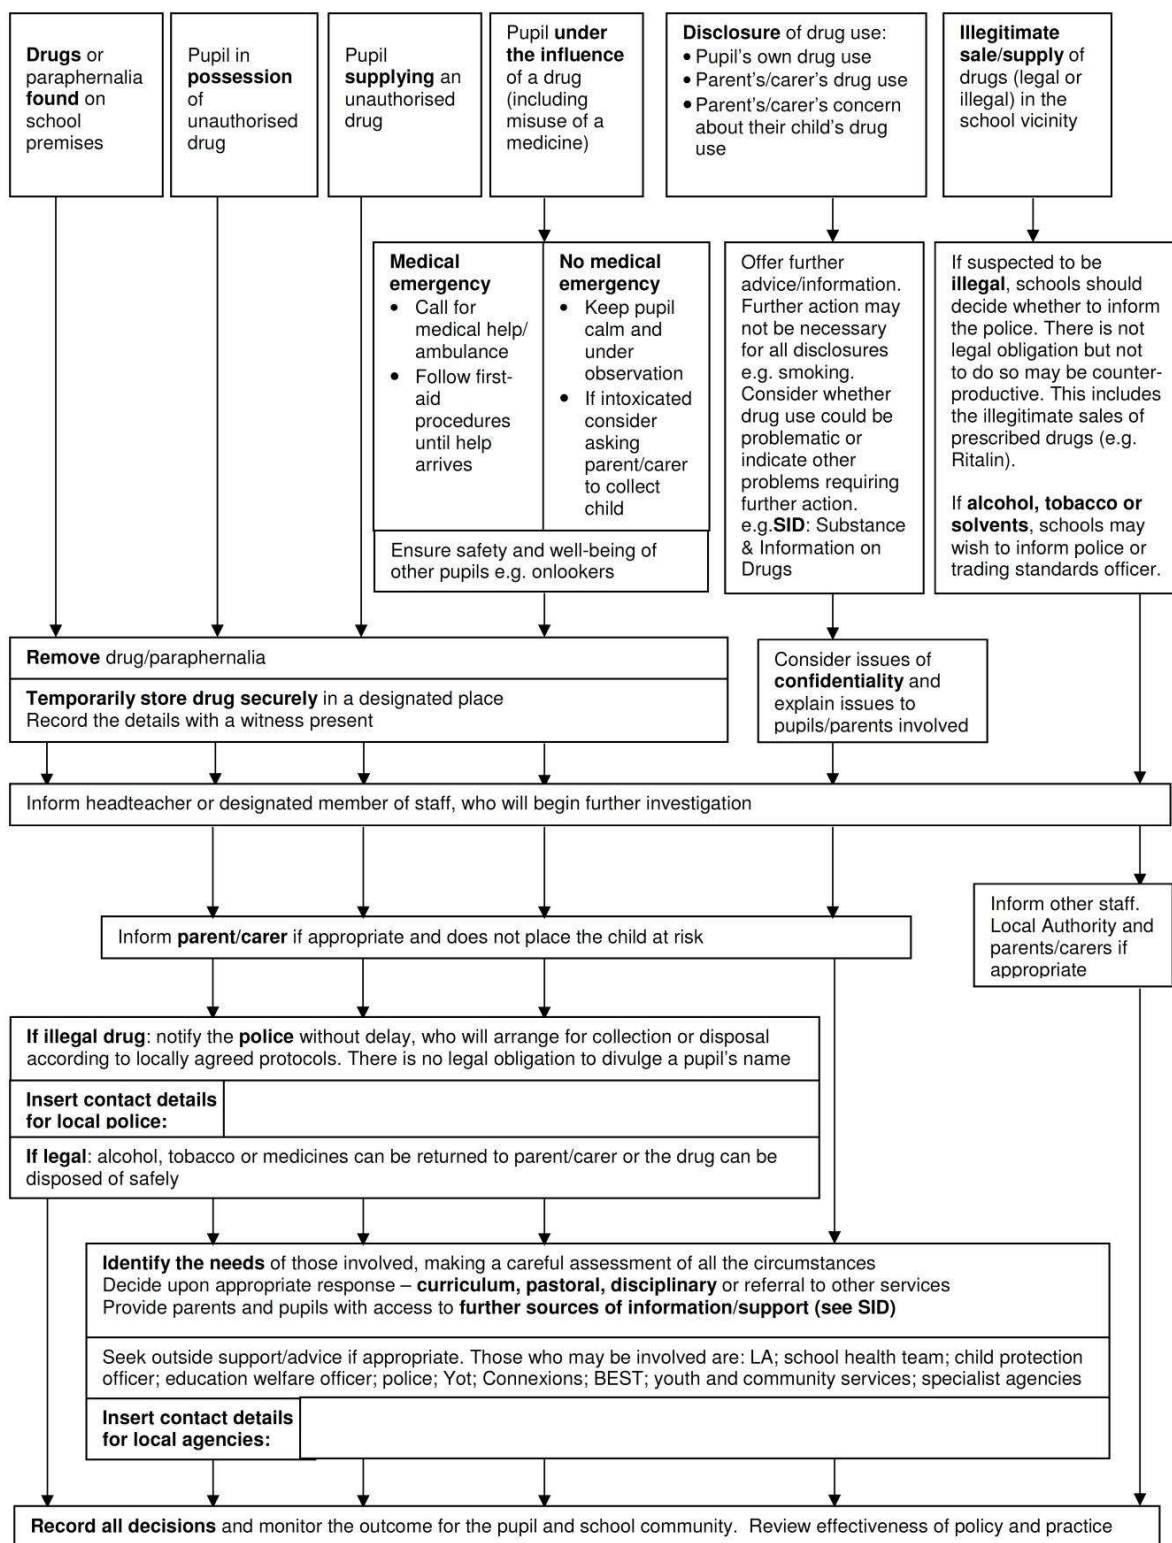 Drugs or
paraphernalia
found on
school
premises
Pupil in
possession
of
unauthorised
drug
Pupil
supplying an
unauthorised
drug
Pupil under
the influence
of a drug
(including
misuse of a
medicine)
Disclosure of drug use:
• Pupil's own drug use
• Parent's/carer's drug use
• Parent's/carer's concern
about their child's drug
use
Illegitimate
sale/supply of
drugs (legal or
illegal) in the
school vicinity
Medical
emergency
• Call for
medical help/
ambulance
• Follow first-
aid
procedures
until help
arrives
No medical
emergency
• Keep pupil
calm and
under
observation
• If intoxicated
consider
asking
parent/carer
to collect
child
Ensure safety and well-being of
other pupils e.g. onlookers
Offer further
advice/information.
Further action may
not be necessary
for all disclosures
e.g. smoking.
Consider whether
drug use could be
problematic or
indicate other
problems requiring
further action.
e.g.SID: Substance
& Information on
Drugs
If suspected to be
illegal, schools should
decide whether to inform
the police. There is not
legal obligation but not
to do so may be counter-
productive. This includes
the illegitimate sales of
prescribed drugs (e.g.
Ritalin).
If alcohol, tobacco or
solvents, schools may
wish to inform police or
trading standards officer.
Remove drug/paraphernalia
Temporarily store drug securely in a designated place
Record the details with a witness present
Consider issues of
confidentiality and
explain issues to
pupils/parents involved
Inform headteacher or designated member of staff, who will begin further investigation
Inform parent/carer if appropriate and does not place the child at risk
Inform other staff.
Local Authority and
parents/carers if
appropriate
If illegal drug: notify the police without delay, who will arrange for collection or disposal
according to locally agreed protocols. There is no legal obligation to divulge a pupil's name
Insert contact details
for local police:
If legal: alcohol, tobacco or medicines can be returned to parent/carer or the drug can be
disposed of safely
Identify the needs of those involved, making a careful assessment of all the circumstances
Decide upon appropriate response – curriculum, pastoral, disciplinary or referral to other services
Provide parents and pupils with access to further sources of information/support (see SID)
Seek outside support/advice if appropriate. Those who may be involved are: LA; school health team; child protection
officer; education welfare officer; police; Yot; Connexions; BEST; youth and community services; specialist agencies
Insert contact details
for local agencies:
Record all decisions and monitor the outcome for the pupil and school community. Review effectiveness of policy and practice